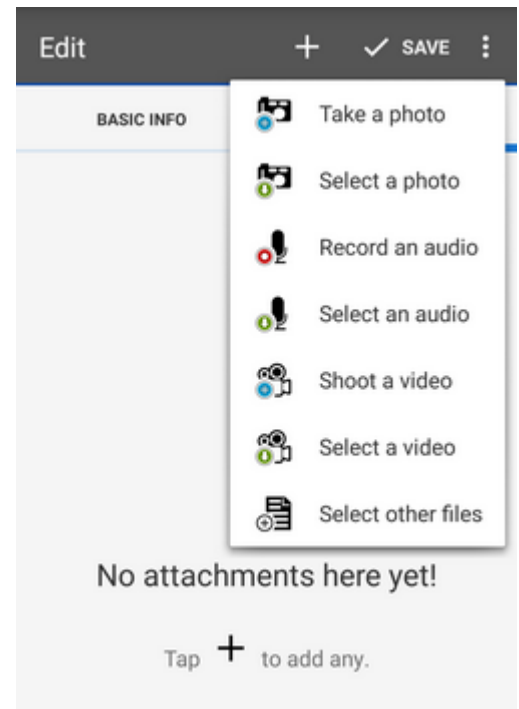 Edit
SAVE
BASIC INFO
Take a photo
Select a photo
Record an audio
Select an audio
Shoot a video
Select a video
Select other files
No attachments here yet!
Tap + to add any.